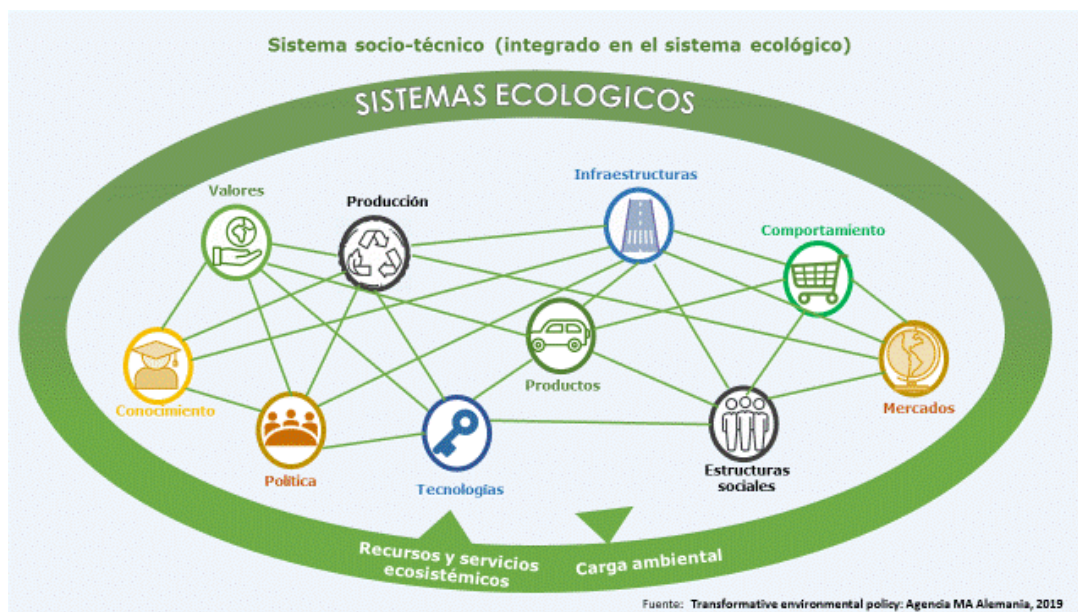 Sistema socio-técnico (integrado en el sistema ecológico)
SISTEMAS ECOLOGICOS
Infraestructuras
Valores
Producción
Comportamiento
Productos
Conocimiento
Mercados
Política
Tecnologías
Estructuras
sociales
Recursos y servicios
ecosistémicos
Carga ambiental
Fuente: Transformative environmental policy: Agencia MA Alemania, 2019